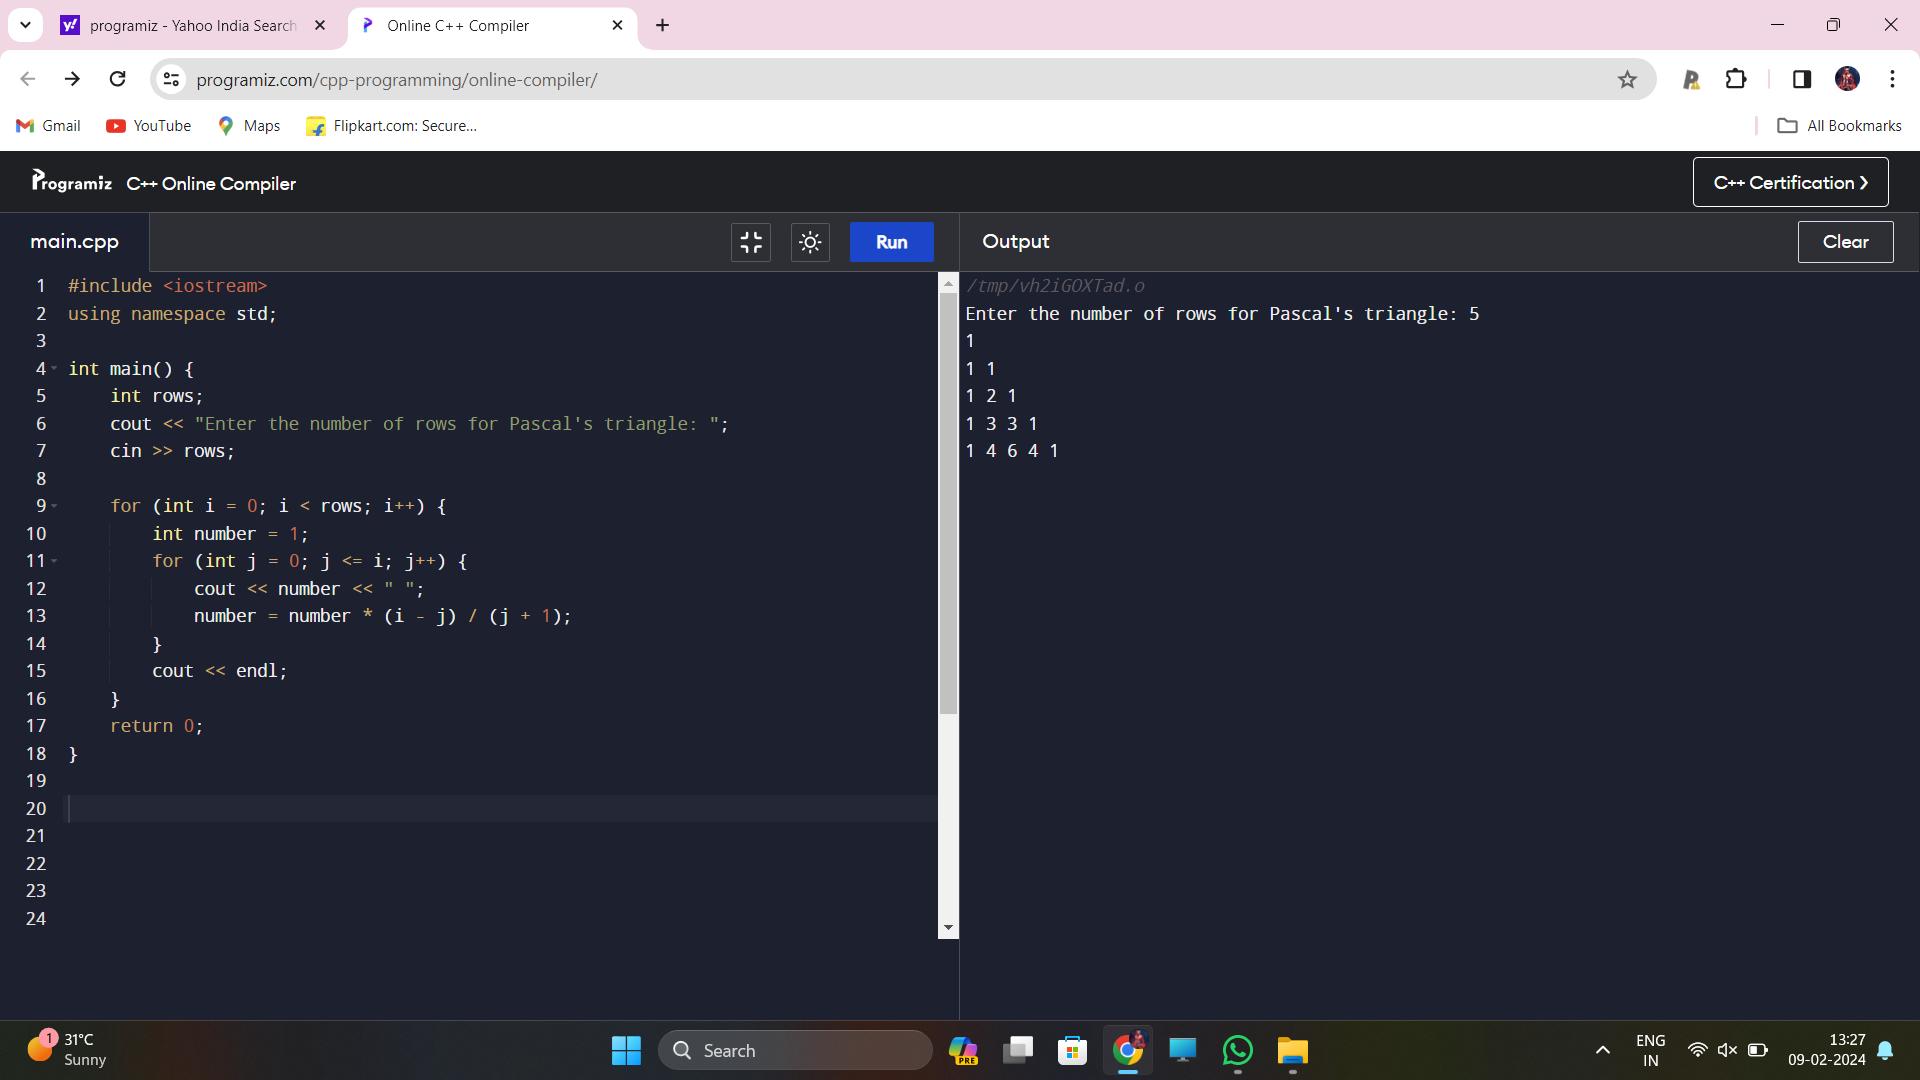 programiz - Yahoo India Search
Online C++ Compiler
programiz.com/cpp-programming/online-compiler/
Gmail
YouTube
Maps
Flipkart.com: Secure...
All Bookmarks
Programiz
C++ Online Compiler
C++ Certification >
main.cpp
Run
Output
Clear
1 #include <iostream>
2 using namespace std;
3
4 int main() {
5     int rows;
6     cout << "Enter the number of rows for Pascal's triangle: ";
7     cin >> rows;
8
9     for (int i = 0; i < rows; i++) {
10         int number = 1;
11         for (int j = 0; j <= i; j++) {
12             cout << number << " ";
13             number = number * (i - j) / (j + 1);
14         }
15         cout << endl;
16     }
17     return 0;
18 }
19
20
21
22
23
24
/tmp/vh2iGOXTad.o
Enter the number of rows for Pascal's triangle: 5
1
1 1
1 2 1
1 3 3 1
1 4 6 4 1
1
31°C
Sunny
Search
PRE
ENG
IN
13:27
09-02-2024